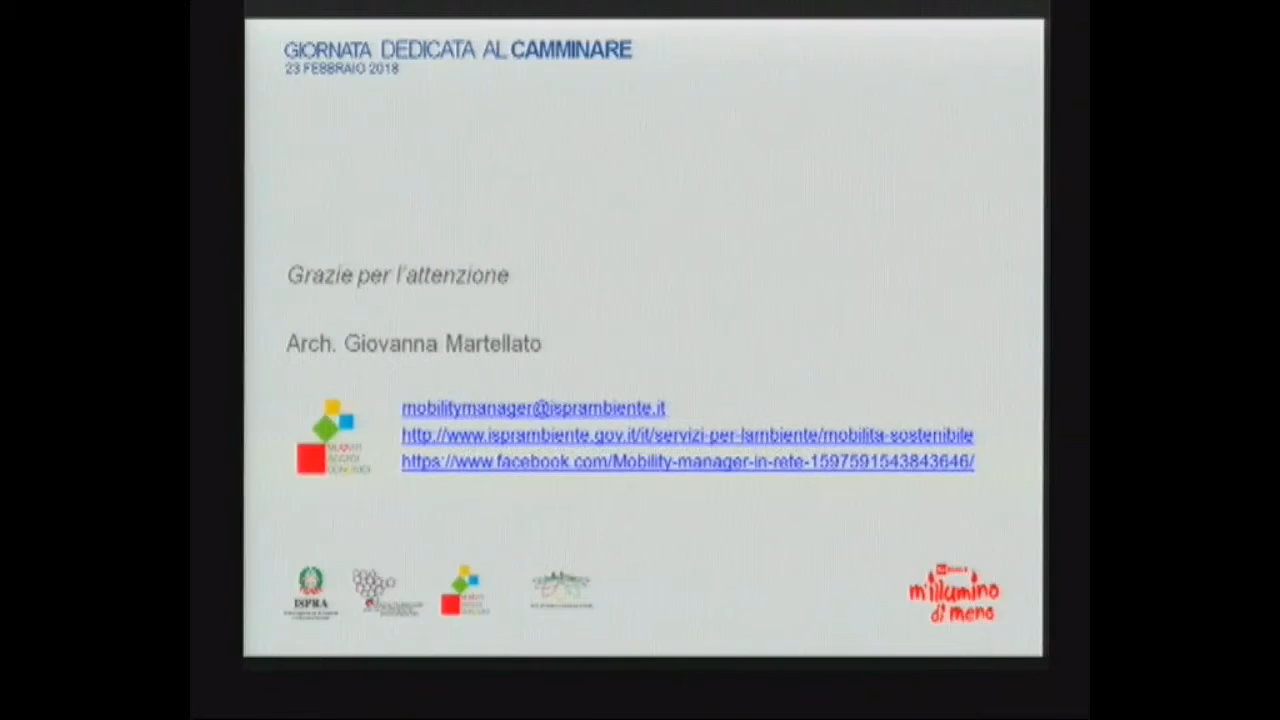 GIORNATA DEDICATA AL CAMMINARE
23 FEBBRAIO 2018
Grazie per l'attenzione
Arch. Giovanna Martellato
mobilitymanager@isprambiente.it
http://www.isprambiente.gov.it/it/servizi-per-lambiente/mobilita-sostenibile
https://www.facebook.com/Mobility-manager-in-rete-1597591543843646/
ISPRA
m'illumino
di meno